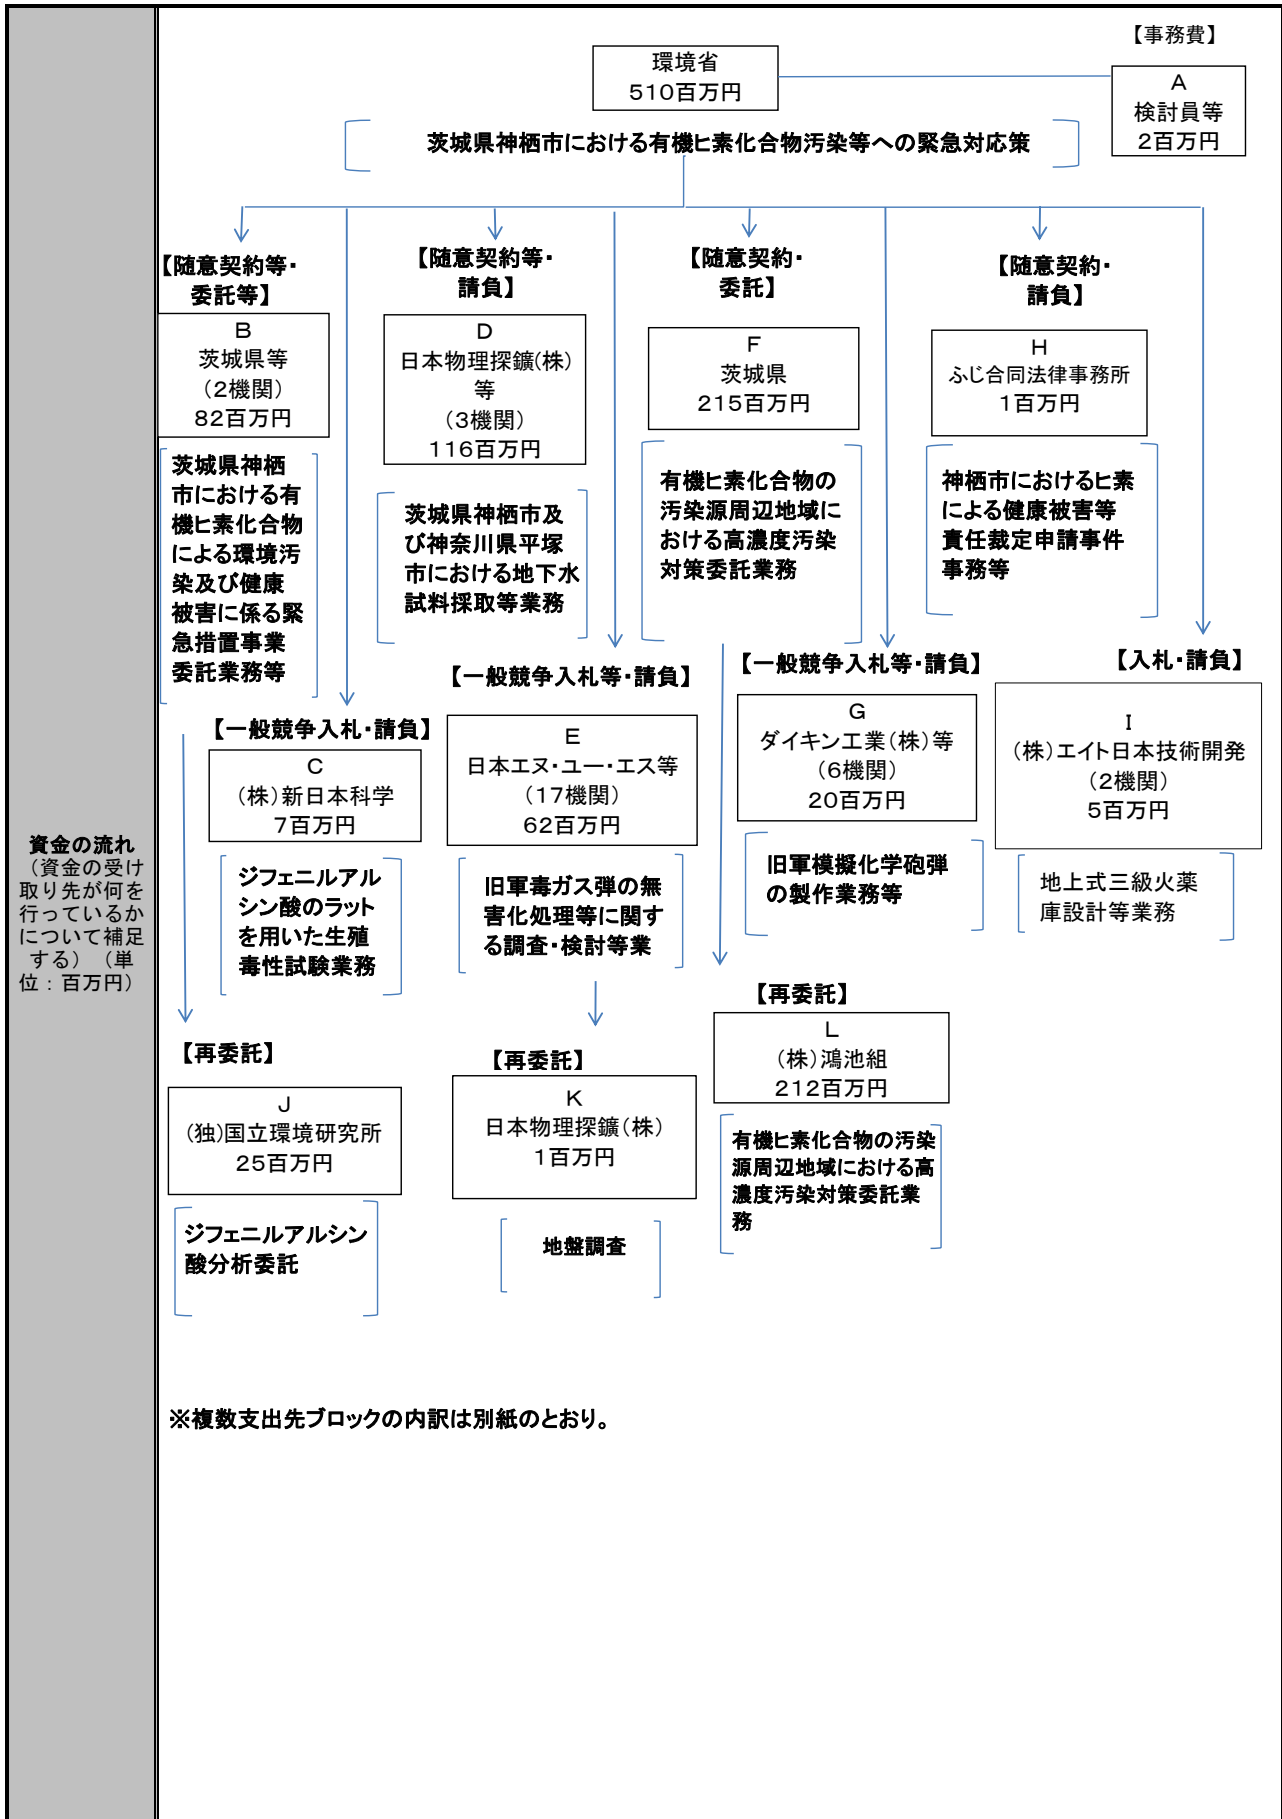 資金の流れ
（資金の受け
取り先が何を
行っているか
について補足
する）（単
位：百万円）
環境省
510百万円
【事務費】
A
検討員等
2百万円
茨城県神栖市における有機ヒ素化合物汚染等への緊急対応策
【随意契約等・
委託等】
B
茨城県等
（2機関）
82百万円
茨城県神栖
市における有
機ヒ素化合物
による環境汚
染及び健康
被害に係る緊
急措置事業
委託業務等
【随意契約等・
請負】
D
日本物理探鑛(株)
等
（3機関）
116百万円
茨城県神栖市及
び神奈川県平塚
市における地下水
試料採取等業務
【随意契約・
委託】
F
茨城県
215百万円
有機ヒ素化合物の
汚染源周辺地域に
おける高濃度汚染
対策委託業務
【随意契約・
請負】
H
ふじ合同法律事務所
1百万円
神栖市におけるヒ素
による健康被害等
責任裁定申請事件
事務等
【一般競争入札・請負】
C
（株）新日本科学
7百万円
ジフェニルアル
シン酸のラット
を用いた生殖
毒性試験業務
【一般競争入札等・請負】
E
日本エヌ・ユー・エス等
（17機関）
62百万円
旧軍毒ガス弾の無
害化処理等に関す
る調査・検討等業
【一般競争入札等・請負】
G
ダイキン工業（株）等
（6機関）
20百万円
旧軍模擬化学砲弾
の製作業務等
【入札・請負】
I
（株）エイト日本技術開発
（2機関）
5百万円
地上式三級火薬
庫設計等業務
【再委託】
J
（独）国立環境研究所
25百万円
ジフェニルアルシン
酸分析委託
【再委託】
K
日本物理探鑛（株）
1百万円
地盤調査
【再委託】
L
（株）鴻池組
212百万円
有機ヒ素化合物の汚染
源周辺地域における高
濃度汚染対策委託業
務
※複数支出先ブロックの内訳は別紙のとおり。